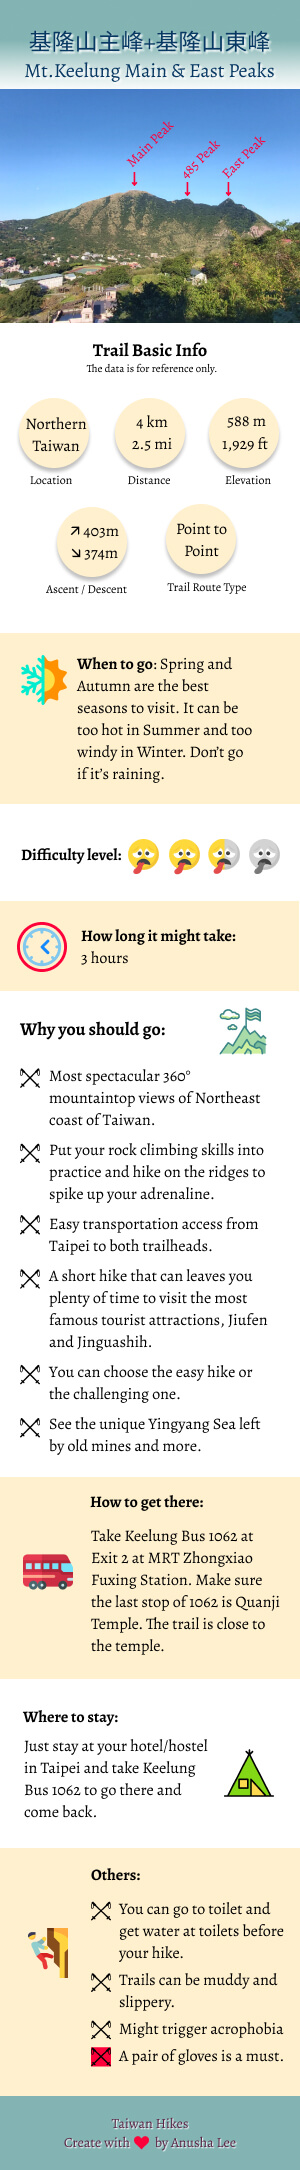 基隆山主峰+基隆山東峰
Mt.Keelung Main & East Peaks
Main Peak
485 Peak
East Peak
Trail Basic Info
The data is for reference only.
Northern
Taiwan
Location
4 km
2.5 mi
Distance
588 m
1,929 ft
Elevation
↗ 403m
↘ 374m
Ascent / Descent
Point to
Point
Trail Route Type
When to go: Spring and
Autumn are the best
seasons to visit. It can be
too hot in Summer and too
windy in Winter. Don't go
if it's raining.
Difficulty level:
How long it might take:
3 hours
Why you should go:
Most spectacular 360°
mountaintop views of Northeast
coast of Taiwan.
Put your rock climbing skills into
practice and hike on the ridges to
spike up your adrenaline.
Easy transportation access from
Taipei to both trailheads.
A short hike that can leaves you
plenty of time to visit the most
famous tourist attractions, Jiufen
and Jinguashih.
You can choose the easy hike or
the challenging one.
See the unique Yingyang Sea left
by old mines and more.
How to get there:
Take Keelung Bus 1062 at
Exit 2 at MRT Zhongxiao
Fuxing Station. Make sure
the last stop of 1062 is Quanji
Temple. The trail is close to
the temple.
Where to stay:
Just stay at your hotel/hostel
in Taipei and take Keelung
Bus 1062 to go there and
come back.
Others:
You can go to toilet and
get water at toilets before
your hike.
Trails can be muddy and
slippery.
Might trigger acrophobia
A pair of gloves is a must.
Taiwan Hikes
Create with ❤ by Anusha Lee